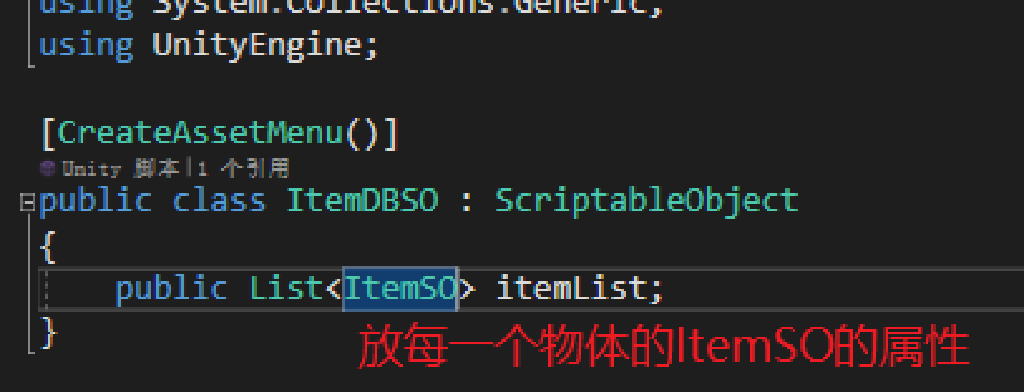 using System.Collections.Generic;
using UnityEngine;
[CreateAssetMenu()]
Unity 脚本|1 个引用
public class ItemDBSO : ScriptableObject
{
public List<ItemSO> itemList;
}
放每一个物体的ItemSO的属性